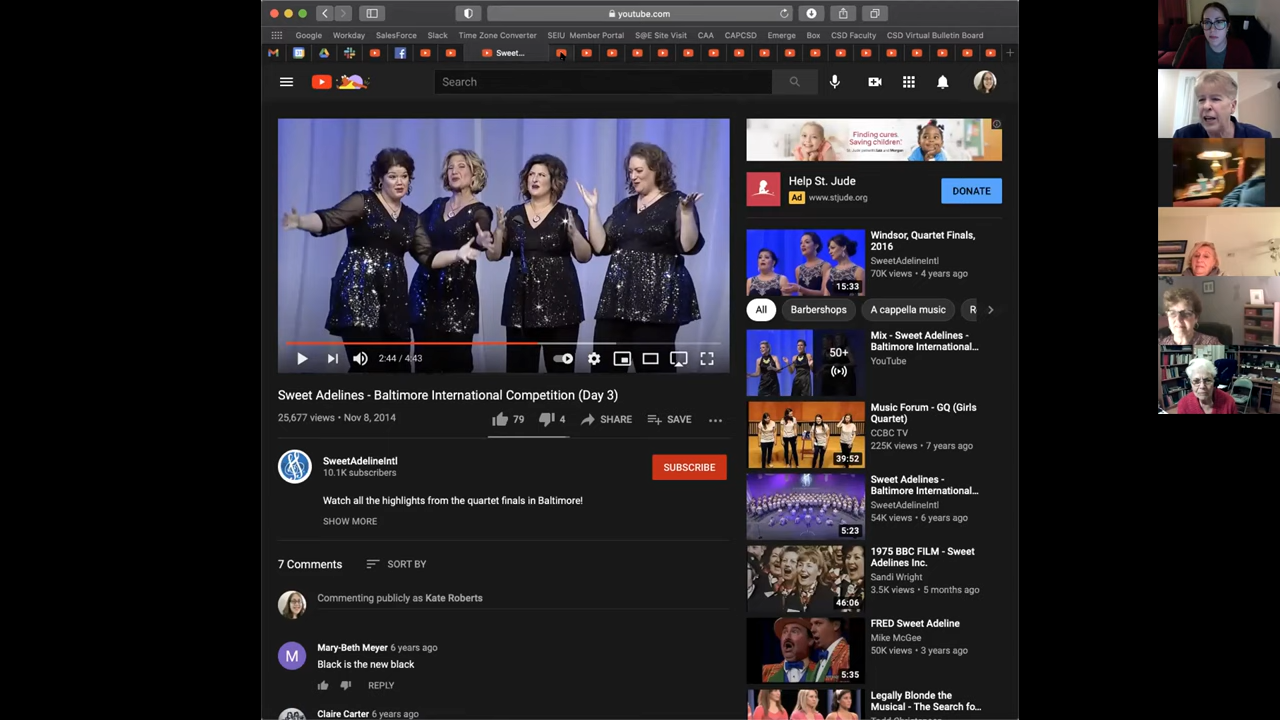 youtube.com
Google Workday SalesForce Slack Time Zone Converter SEIU Member Portal S@E Site Visit CAA CAPCSD Emerge Box CSD Faculty CSD Virtual Bulletin Board
Sweet...
Search
Finding cures.
Saving children.
Help St. Jude
Ad www.stjude.org
DONATE
Windsor, Quartet Finals,
2016
SweetAdelineIntl
70K views • 4 years ago
15:33
All Barbershops A cappella music R
Mix - Sweet Adelines -
Baltimore International...
YouTube
50+
2:44 / 4:43
Sweet Adelines - Baltimore International Competition (Day 3)
25,677 views • Nov 8, 2014
79 4 SHARE SAVE
SweetAdelineIntl
10.1K subscribers
SUBSCRIBE
Watch all the highlights from the quartet finals in Baltimore!
SHOW MORE
7 Comments SORT BY
Commenting publicly as Kate Roberts
M
Mary-Beth Meyer 6 years ago
Black is the new black
REPLY
Claire Carter 6 years ago
Music Forum - GQ (Girls
Quartet)
CCBC TV
225K views • 7 years ago
39:52
Sweet Adelines -
Baltimore International...
SweetAdelineIntl
54K views • 6 years ago
5:23
1975 BBC FILM - Sweet
Adelines Inc.
Sandi Wright
3.5K views • 5 months ago
46:06
FRED Sweet Adeline
Mike McGee
50K views • 3 years ago
5:35
Legally Blonde the
Musical - The Search fo...